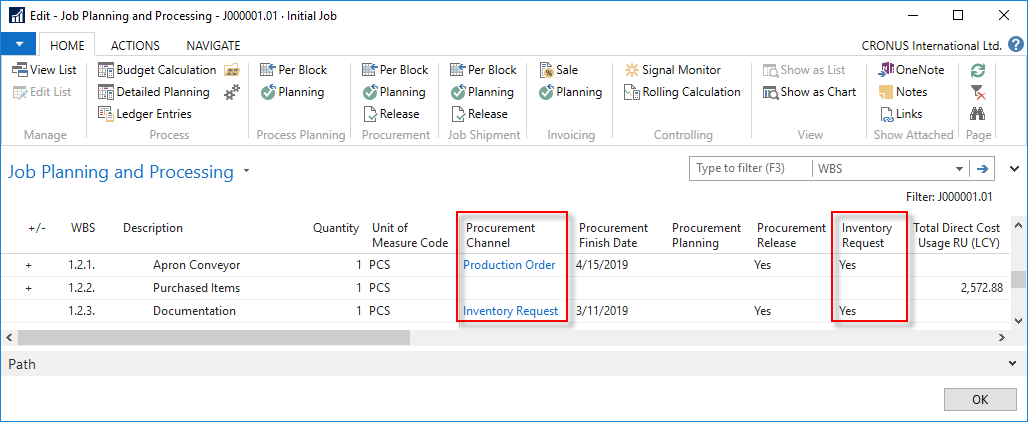 Edit - Job Planning and Processing - J000001.01 · Initial Job
HOME ACTIONS NAVIGATE CRONUS International Ltd. ?
View List Budget Calculation Per Block Per Block Per Block Sale Signal Monitor Show as List OneNote
Edit List Detailed Planning Planning Planning Planning Planning Rolling Calculation Show as Chart Notes
Ledger Entries Release Release Links
Manage Process Process Planning Procurement Job Shipment Invoicing Controlling View Show Attached Page
Job Planning and Processing Type to filter (F3) WBS
Filter: J000001.01
+/- WBS Description Quantity Unit of Procurement Procurement Procurement Procurement Inventory Total Direct Cost
Measure Code Channel Finish Date Planning Release Request Usage RU (LCY)
+ 1.2.1. Apron Conveyor 1 PCS Production Order 4/15/2019 Yes Yes
+ 1.2.2. Purchased Items 1 PCS 2,572.88
1.2.3. Documentation 1 PCS Inventory Request 3/11/2019 Yes Yes
Path
OK